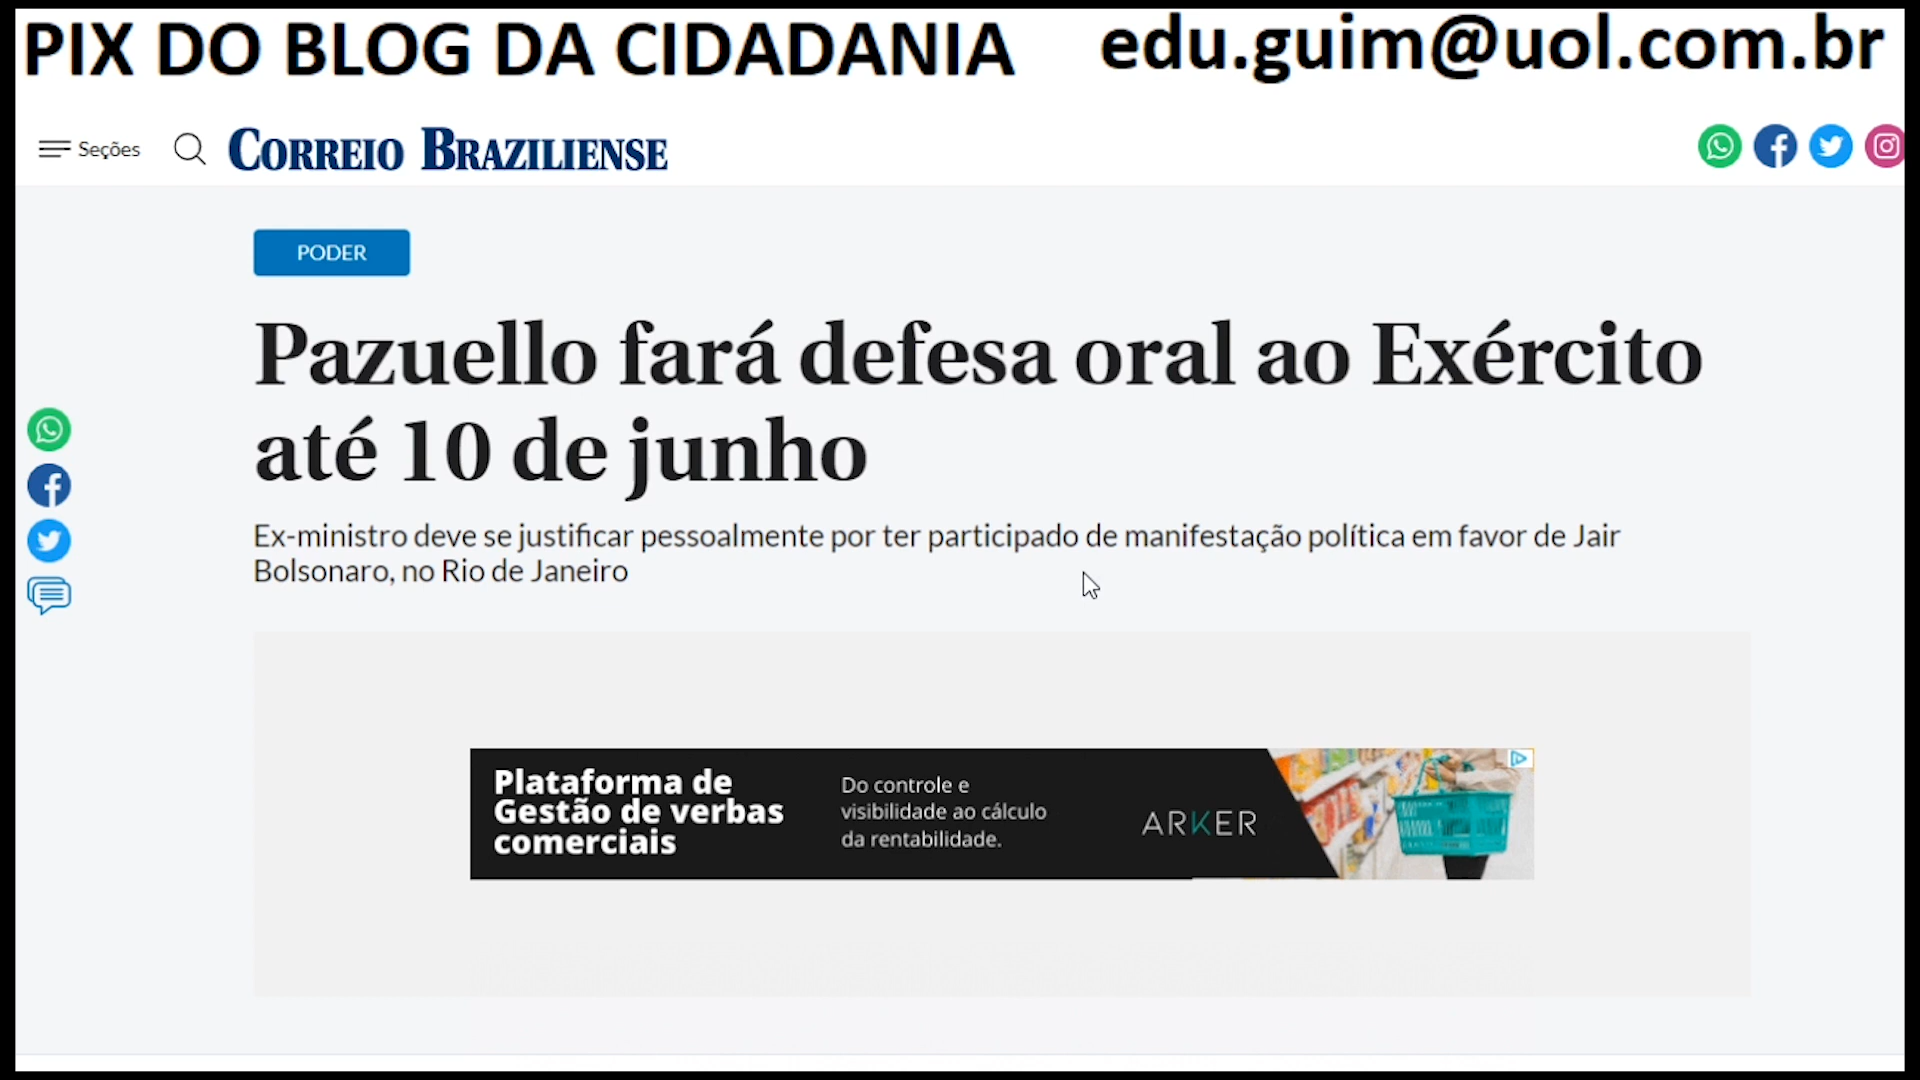 PIX DO BLOG DA CIDADANIA edu.guim@uol.com.br
Seções CORREIO BRAZILIENSE
PODER
Pazuello fará defesa oral ao Exército
até 10 de junho
Ex-ministro deve se justificar pessoalmente por ter participado de manifestação política em favor de Jair
Bolsonaro, no Rio de Janeiro
Plataforma de
Gestão de verbas
comerciais
Do controle e
visibilidade ao cálculo
da rentabilidade.
ARKER